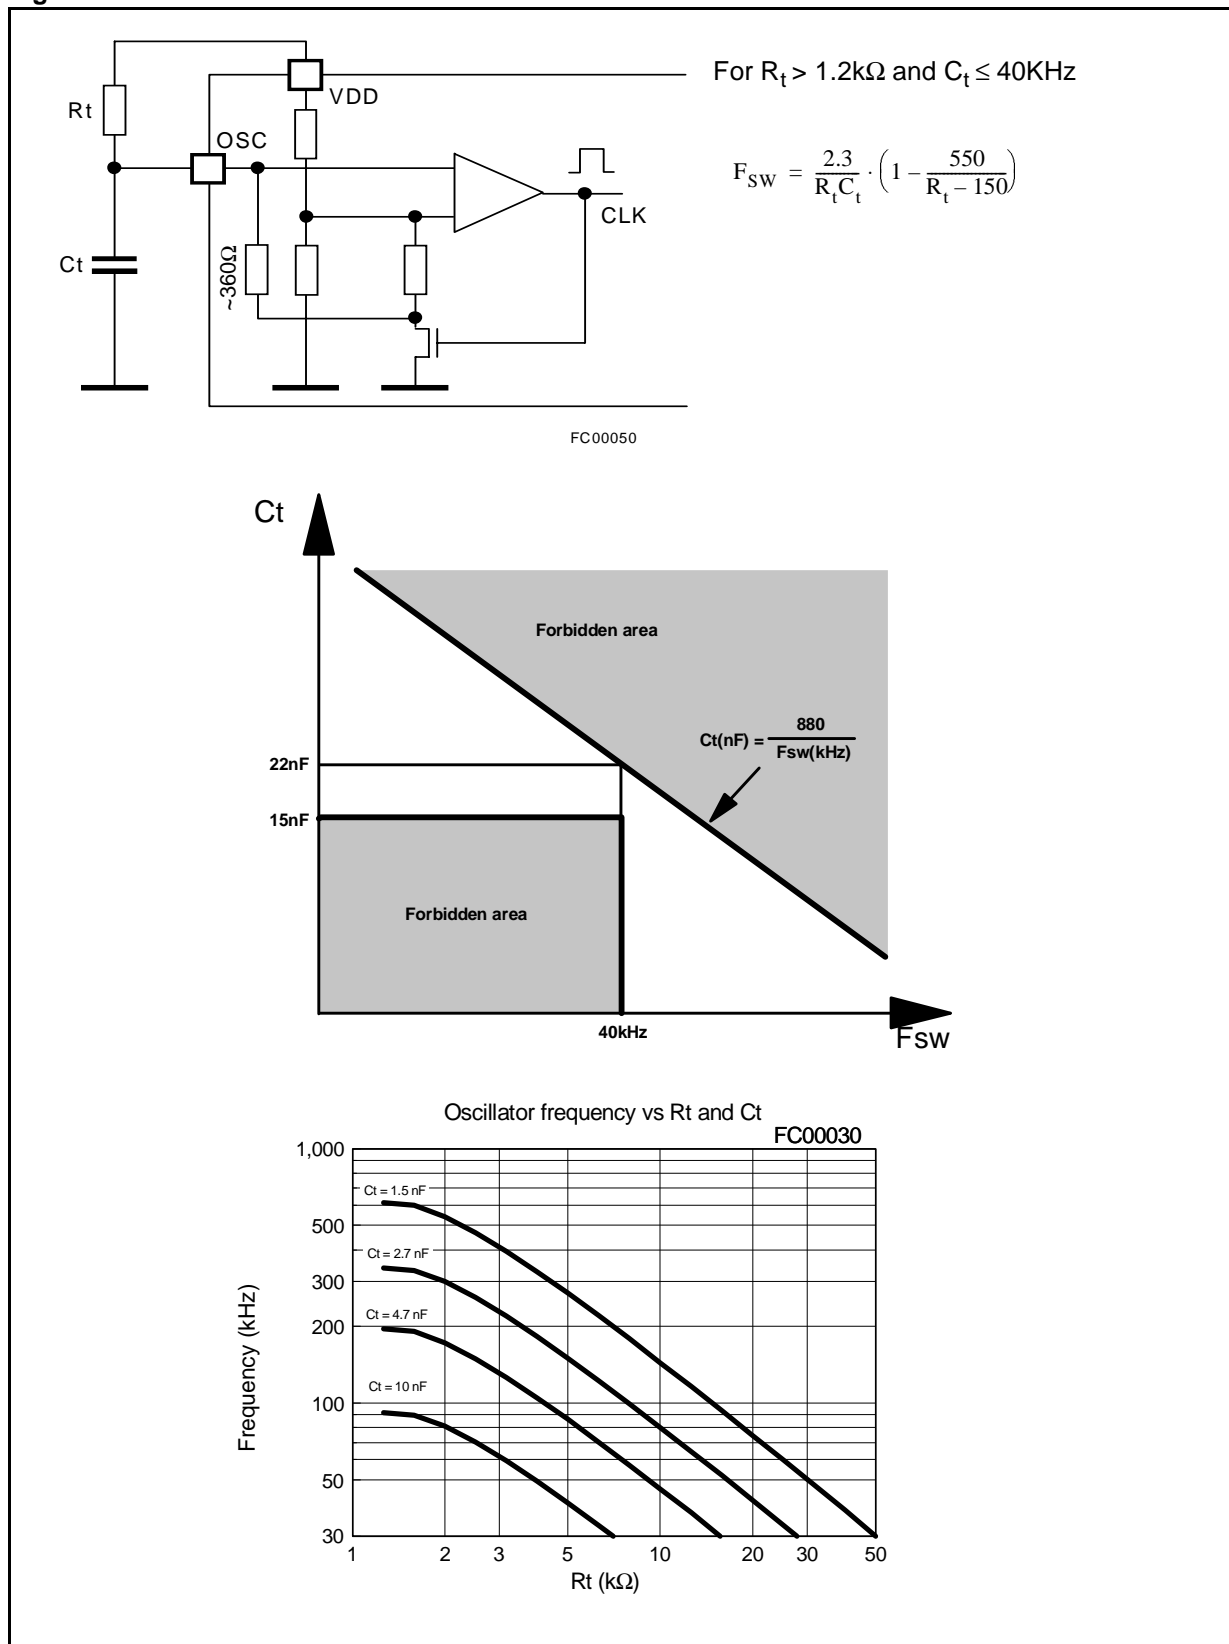 For Rt > 1.2kΩ and Ct ≤ 40KHz
FSW = 2.3 / RtCt · (1 − 550 / Rt − 150)
VDD
Rt
OSC
CLK
Ct
~360Ω
FC00050
Ct
Forbidden area
Ct(nF) = 880 / Fsw(kHz)
22nF
15nF
Forbidden area
40kHz
Fsw
Oscillator frequency vs Rt and Ct
FC00030
1,000
Ct = 1.5 nF
500
Ct = 2.7 nF
300
Ct = 4.7 nF
200
Ct = 10 nF
100
50
30
Frequency (kHz)
1 2 3 5 10 20 30 50
Rt (kΩ)